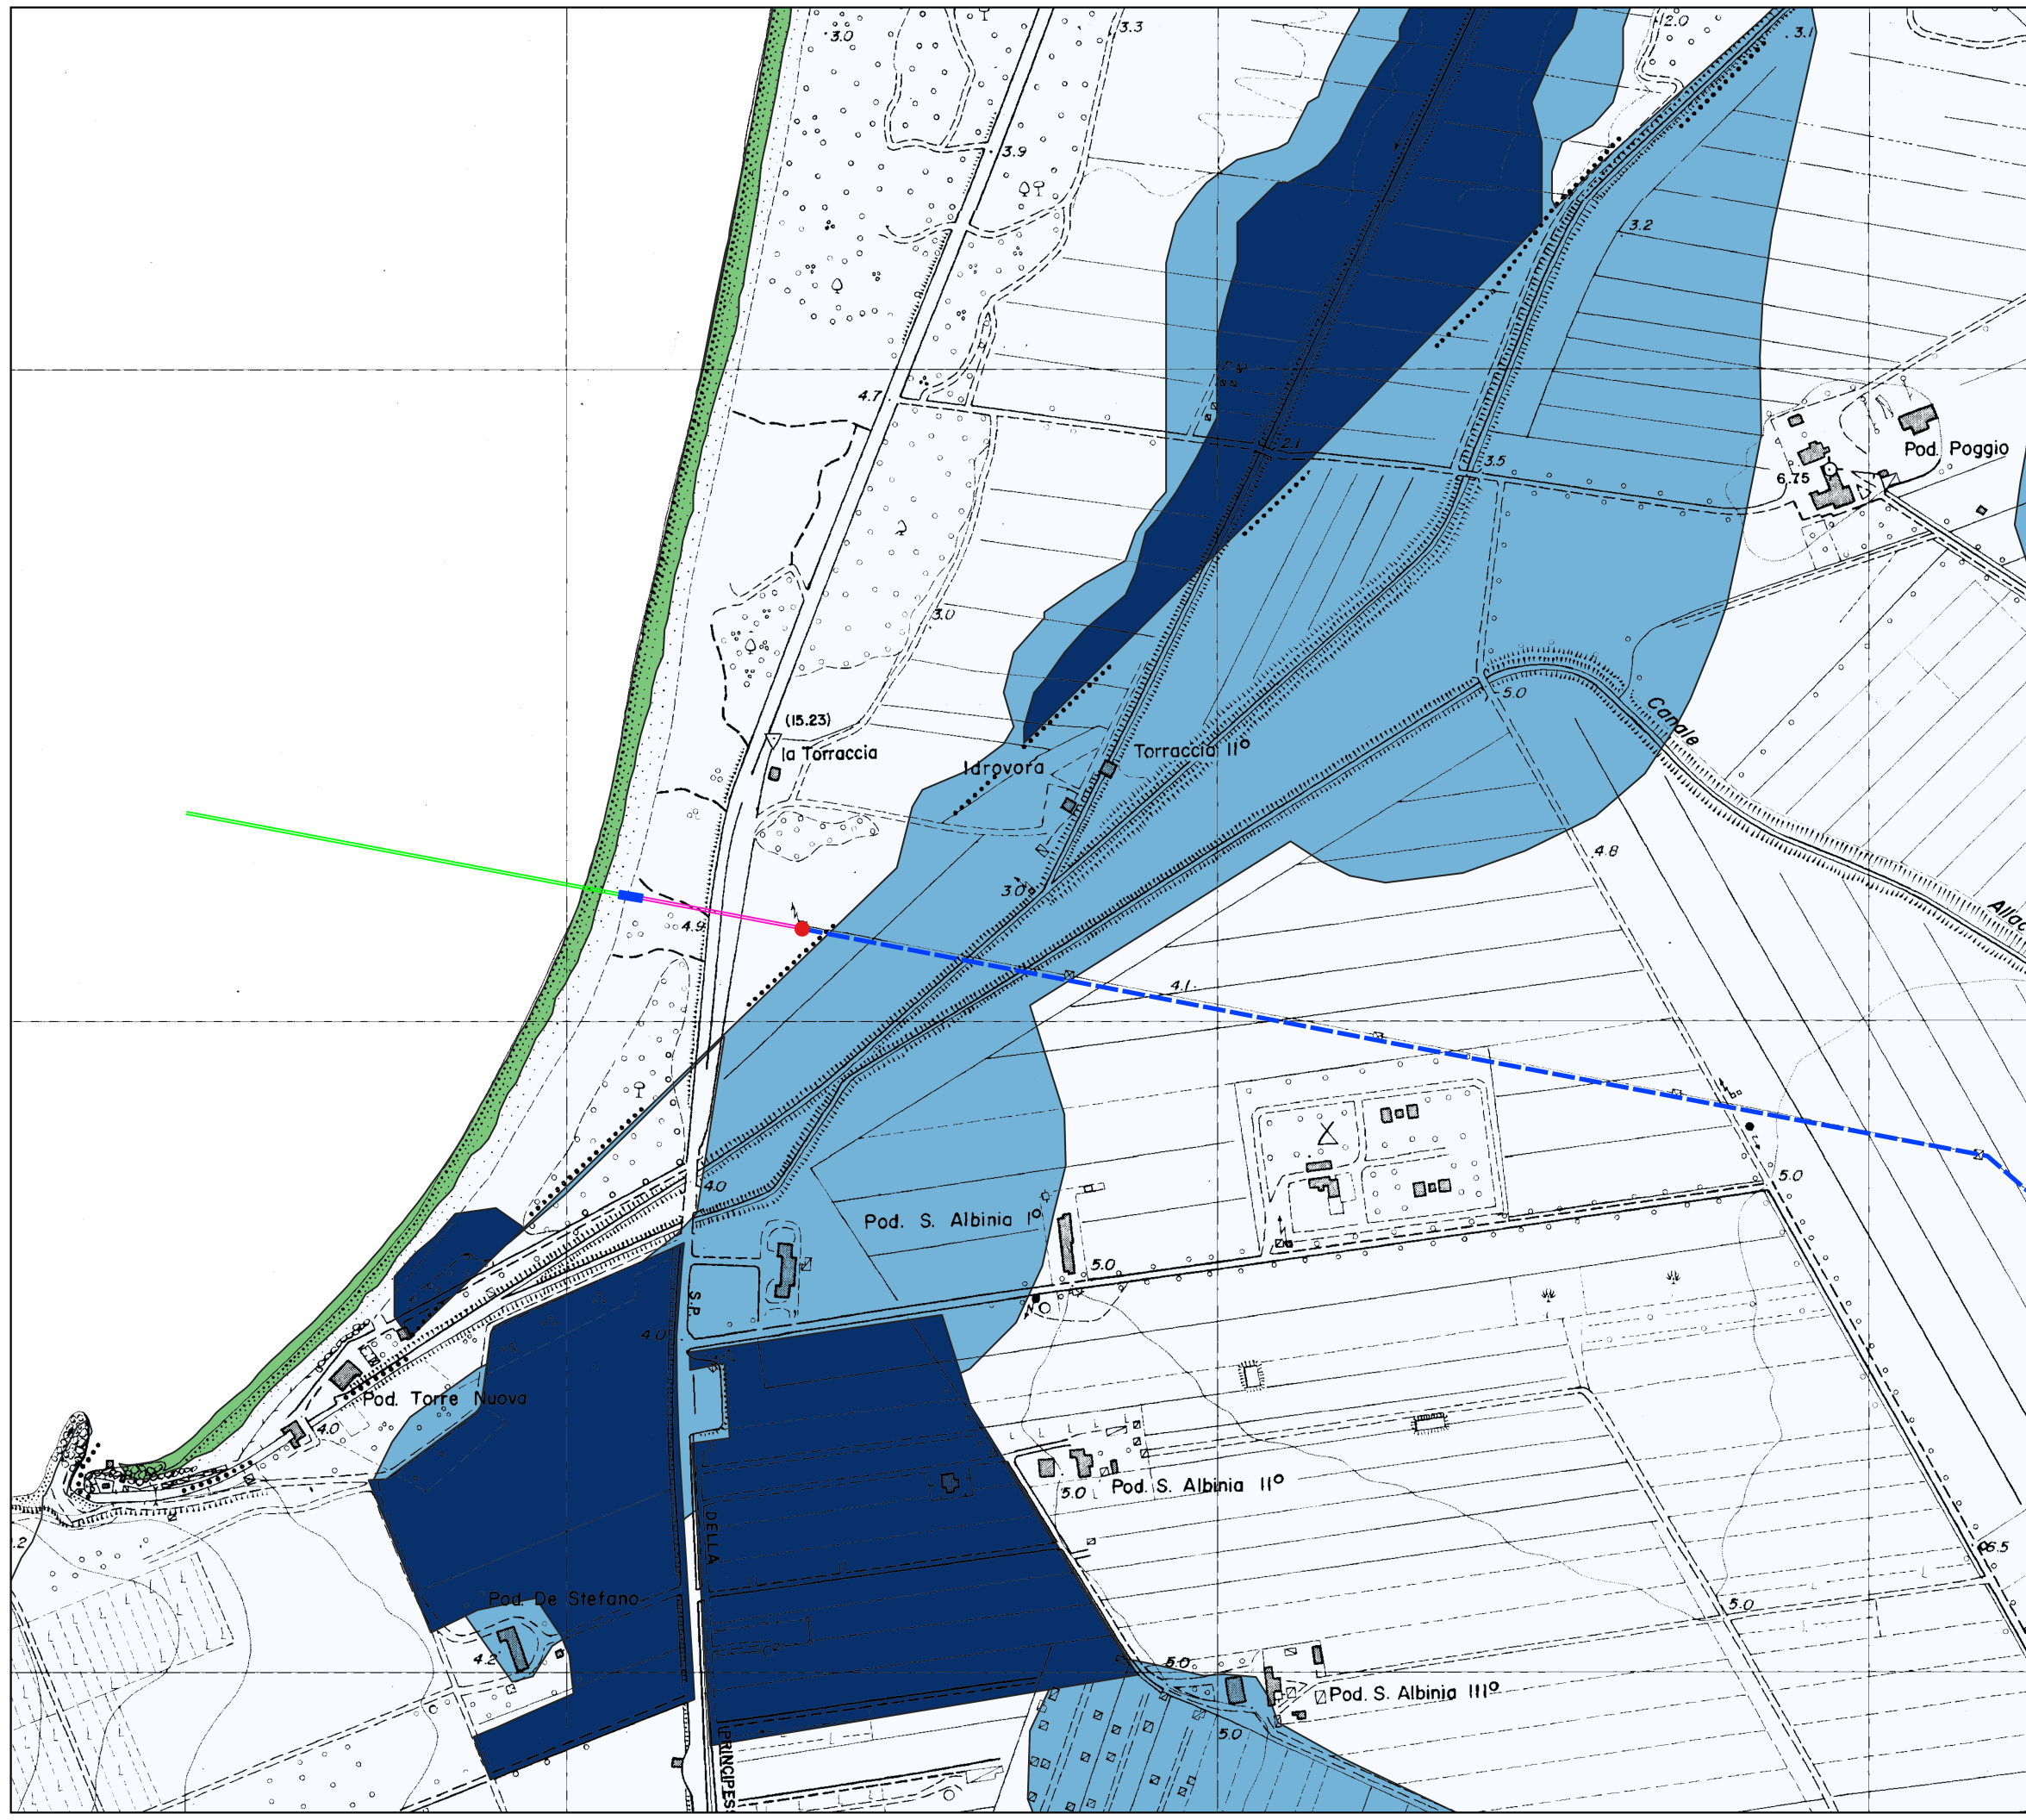 3.0
3.3
2.0
3.1
3.9
3.2
4.7
2.1
3.5
Pod. Poggio
6.75
3.0
5.0
Canale
(15.23)
la Torraccia
Idrovora
Torraccia II°
4.8
3.0
4.9
4.1
4.0
5.0
Pod. S. Albinia I°
5.0
S.P.
4.0
Pod. Torre Nuova
4.0
Pod. S. Albinia II°
5.0
DELLA
6.5
.2
Pod. De Stefano
5.0
4.2
5.0
Pod. S. Albinia III°
5.0
PRINCIPES